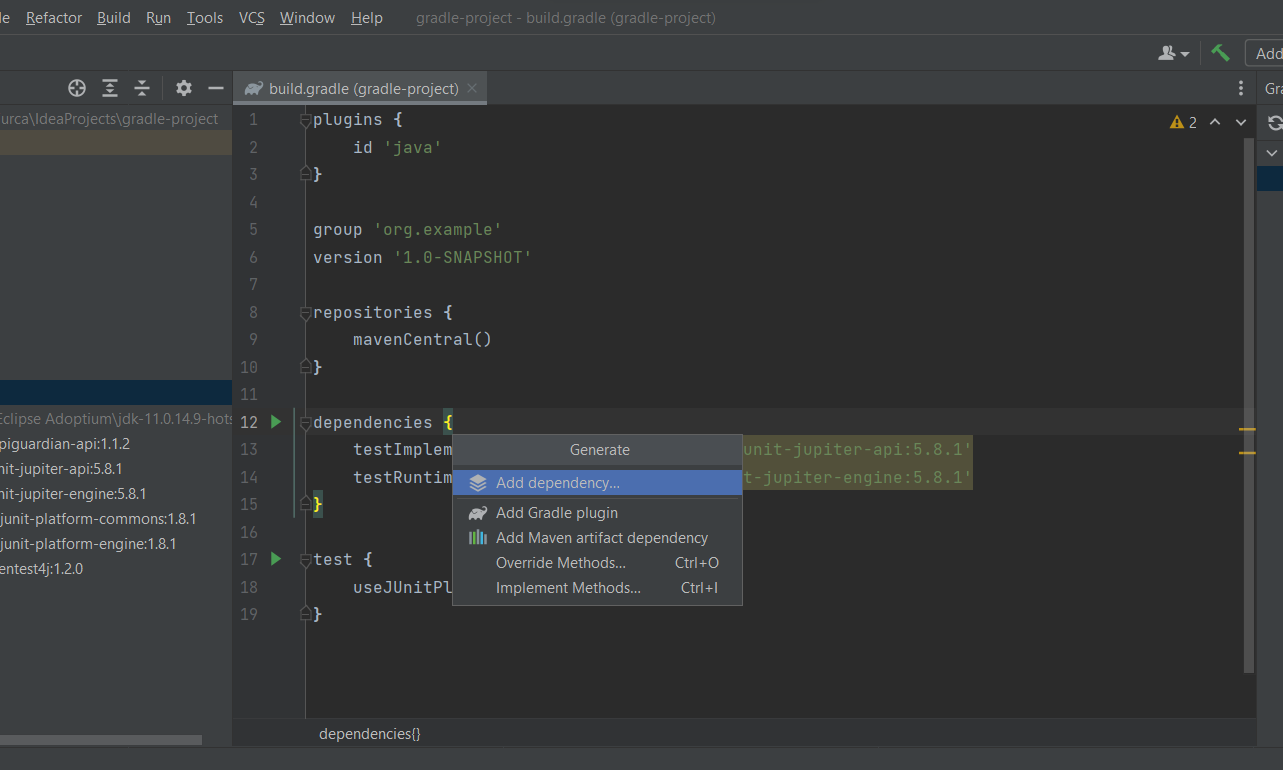 le Refactor Build Run Tools VCS Window Help gradle-project - build.gradle (gradle-project)
Add
build.gradle (gradle-project) Gra
urca\IdeaProjects\gradle-project
2
1 plugins {
2 id 'java'
3 }
4
5 group 'org.example'
6 version '1.0-SNAPSHOT'
7
8 repositories {
9 mavenCentral()
10 }
11
12 dependencies {
13 testImplem unit-jupiter-api:5.8.1'
14 testRuntim t-jupiter-engine:5.8.1'
15 }
16
17 test {
18 useJUnitPl
19 }
Generate
Add dependency...
Add Gradle plugin
Add Maven artifact dependency
Override Methods... Ctrl+O
Implement Methods... Ctrl+I
Eclipse Adoptium\jdk-11.0.14.9-hots
piguardian-api:1.1.2
nit-jupiter-api:5.8.1
nit-jupiter-engine:5.8.1
junit-platform-commons:1.8.1
junit-platform-engine:1.8.1
entest4j:1.2.0
dependencies{}